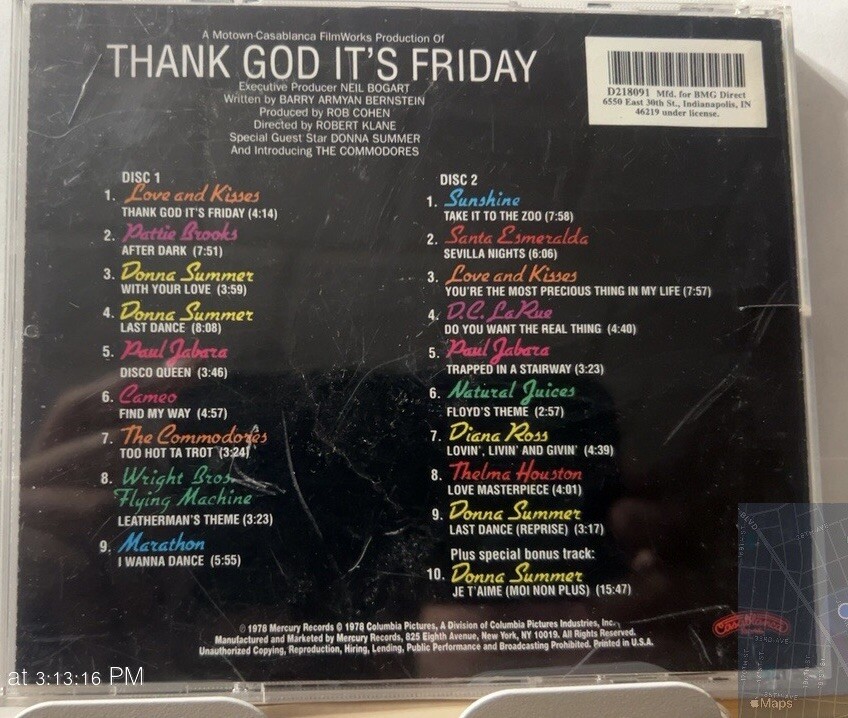 A Motown-Casablanca FilmWorks Production Of
THANK GOD IT'S FRIDAY
Executive Producer NEIL BOGART
Written by BARRY ARMYAN BERNSTEIN
Produced by ROB COHEN
Directed by ROBERT KLANE
Special Guest Star DONNA SUMMER
And Introducing THE COMMODORES
D218091 Mfd. for BMG Direct
6550 East 30th St., Indianapolis, IN
46219 under license.
DISC 1
1. Love and Kisses
THANK GOD IT'S FRIDAY (4:14)
2. Pattie Brooks
AFTER DARK (7:51)
3. Donna Summer
WITH YOUR LOVE (3:59)
4. Donna Summer
LAST DANCE (8:08)
5. Paul Jabara
DISCO QUEEN (3:46)
6. Cameo
FIND MY WAY (4:57)
7. The Commodores
TOO HOT TA TROT (3:24)
8. Wright Bros.
Flying Machine
LEATHERMAN'S THEME (3:23)
9. Marathon
I WANNA DANCE (5:55)
DISC 2
1. Sunshine
TAKE IT TO THE ZOO (7:58)
2. Santa Esmeralda
SEVILLA NIGHTS (6:06)
3. Love and Kisses
YOU'RE THE MOST PRECIOUS THING IN MY LIFE (7:57)
4. D.C. LaRue
DO YOU WANT THE REAL THING (4:40)
5. Paul Jabara
TRAPPED IN A STAIRWAY (3:23)
6. Natural Juices
FLOYD'S THEME (2:57)
7. Diana Ross
LOVIN', LIVIN' AND GIVIN' (4:39)
8. Thelma Houston
LOVE MASTERPIECE (4:01)
9. Donna Summer
LAST DANCE (REPRISE) (3:17)
Plus special bonus track:
10. Donna Summer
JE T'AIME (MOI NON PLUS) (15:47)
℗ 1978 Mercury Records © 1978 Columbia Pictures, A Division of Columbia Pictures Industries, Inc.
Manufactured and Marketed by Mercury Records, 825 Eighth Avenue, New York, NY 10019. All Rights Reserved.
Unauthorized Copying, Reproduction, Hiring, Lending, Public Performance and Broadcasting Prohibited. Printed in U.S.A.
Casablanca
at 3:13:16 PM
Maps